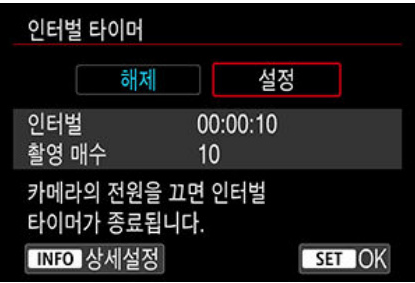 인터벌 타이머
해제 설정
인터벌 00:00:10
촬영 매수 10
카메라의 전원을 끄면 인터벌
타이머가 종료됩니다.
INFO 상세설정 SET OK